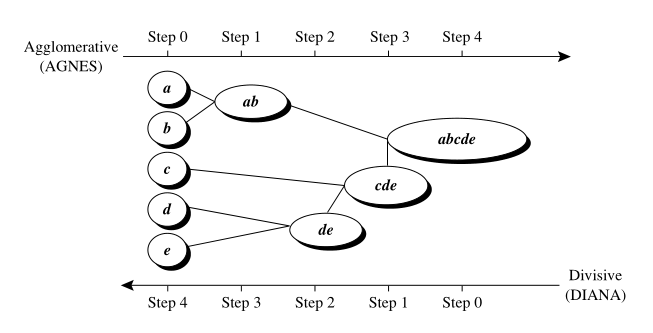 Step 0 Step 1 Step 2 Step 3 Step 4
Agglomerative
(AGNES)
a
ab
b
abcde
c
cde
d
de
e
Divisive
(DIANA)
Step 4 Step 3 Step 2 Step 1 Step 0